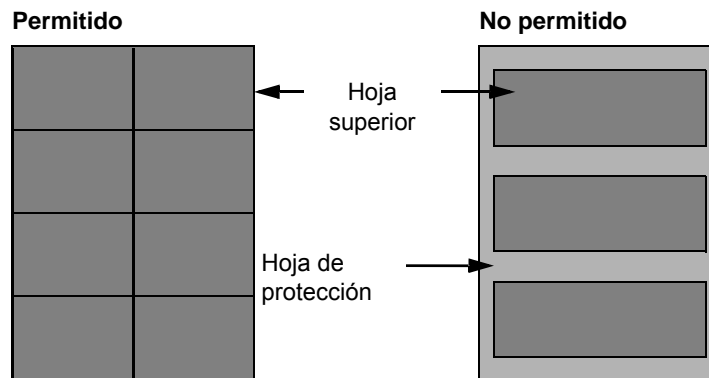 Permitido
No permitido
Hoja
superior
Hoja de
protección